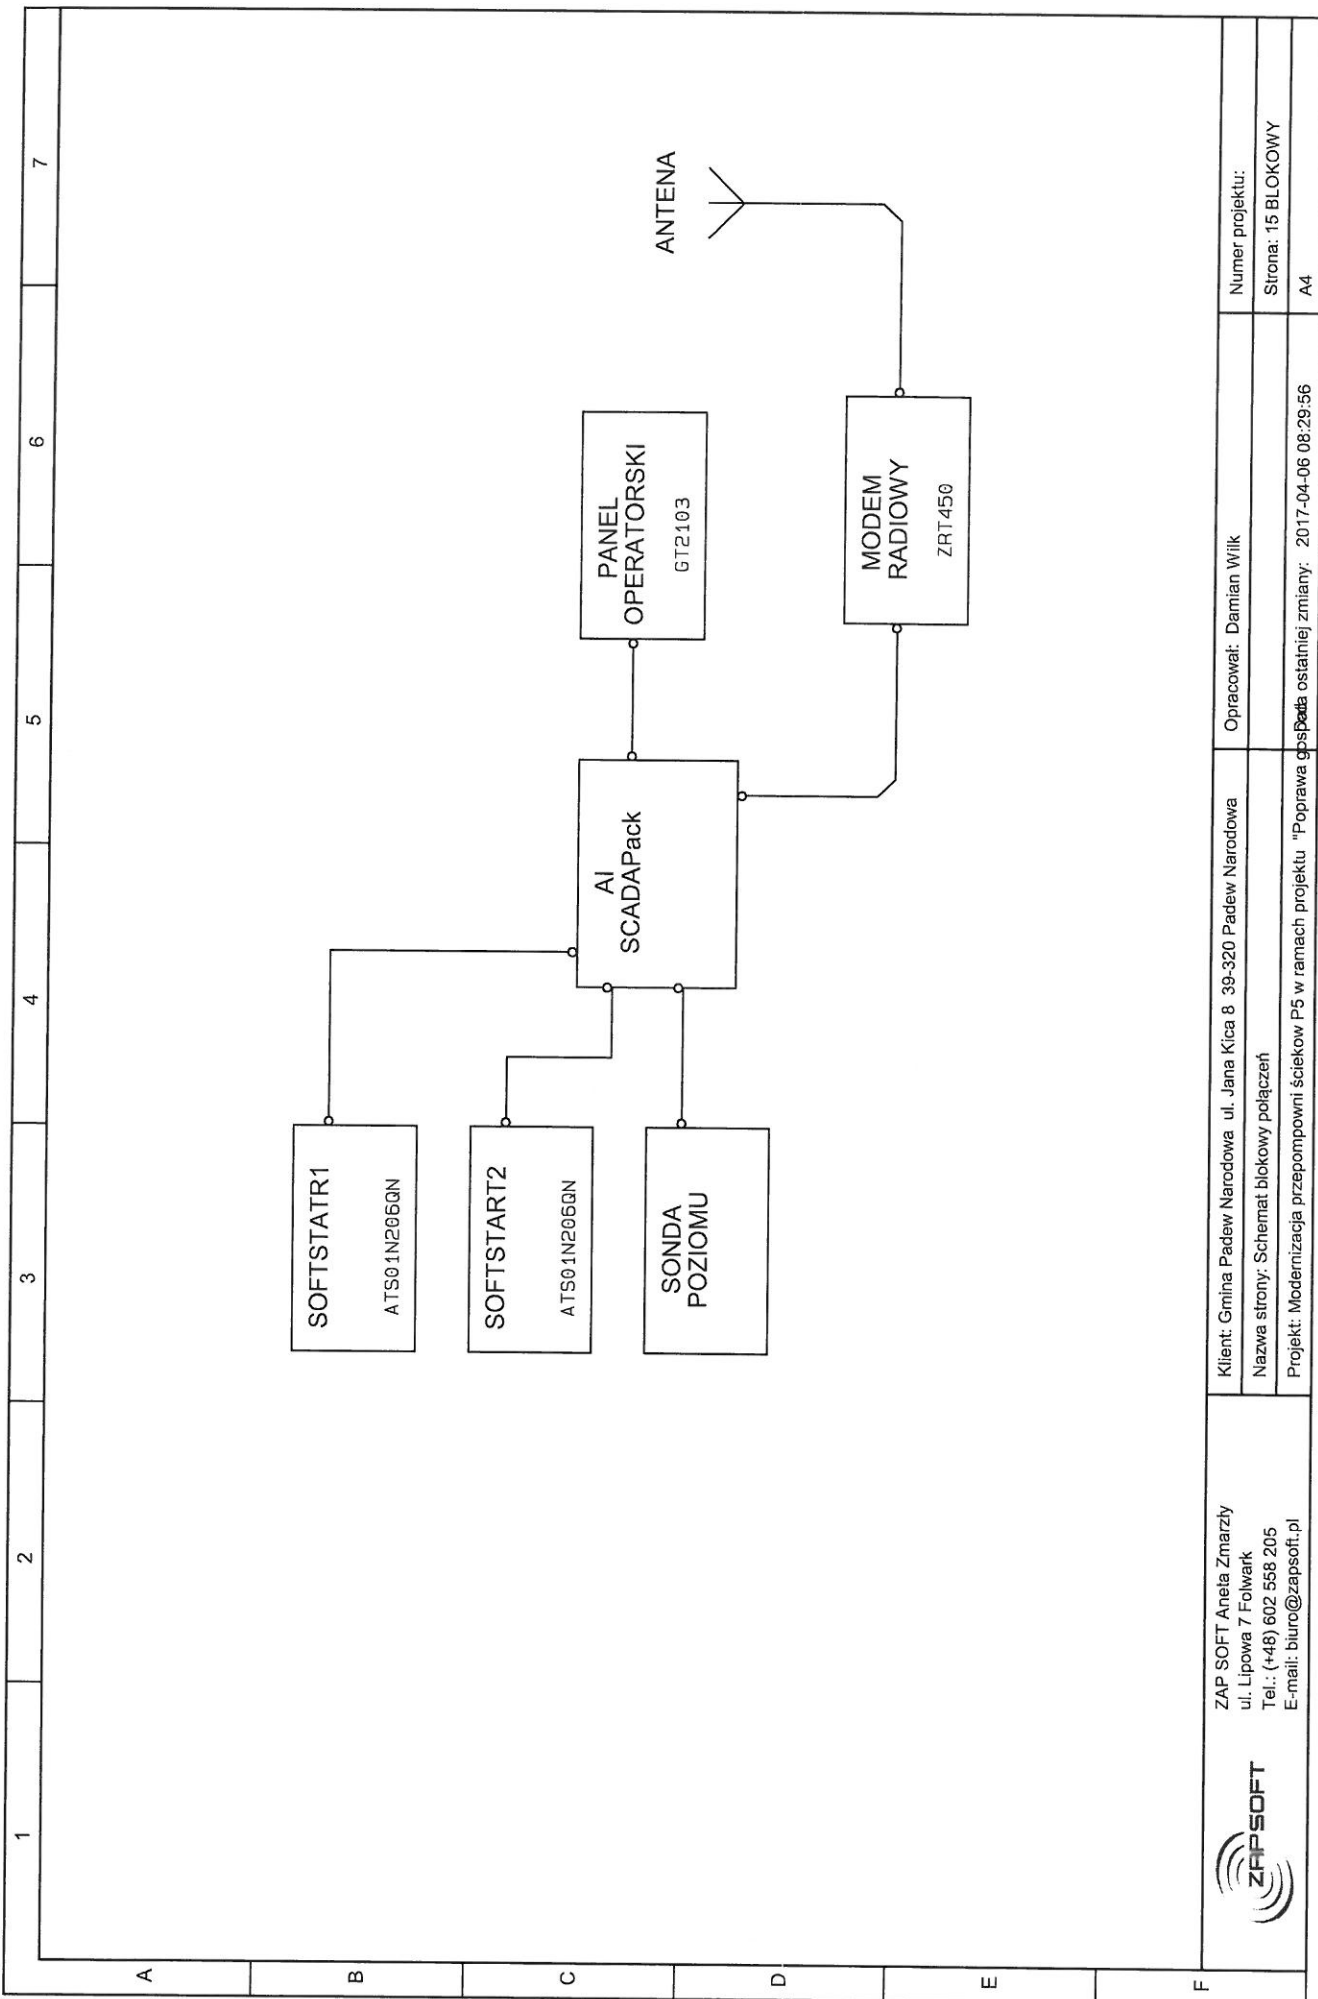 1 2 3 4 5 6 7
A
B
C
D
E
F
SOFTSTATR1
ATS01N206QN
SOFTSTART2
ATS01N206QN
SONDA
POZIOMU
AI
SCADAPack
PANEL
OPERATORSKI
GT2103
MODEM
RADIOWY
ZRT450
ANTENA
ZAPSOFT
ZAP SOFT Aneta Zmarzły
ul. Lipowa 7 Folwark
Tel.: (+48) 602 558 205
E-mail: biuro@zapsoft.pl
Klient: Gmina Padew Narodowa ul. Jana Kica 8 39-320 Padew Narodowa
Nazwa strony: Schemat blokowy połączeń
Projekt: Modernizacja przepompowni ścieków P5 w ramach projektu "Poprawa gospoda
Opracował: Damian Wilk
Data ostatniej zmiany: 2017-04-06 08:29:56
Numer projektu:
Strona: 15 BLOKOWY
A4